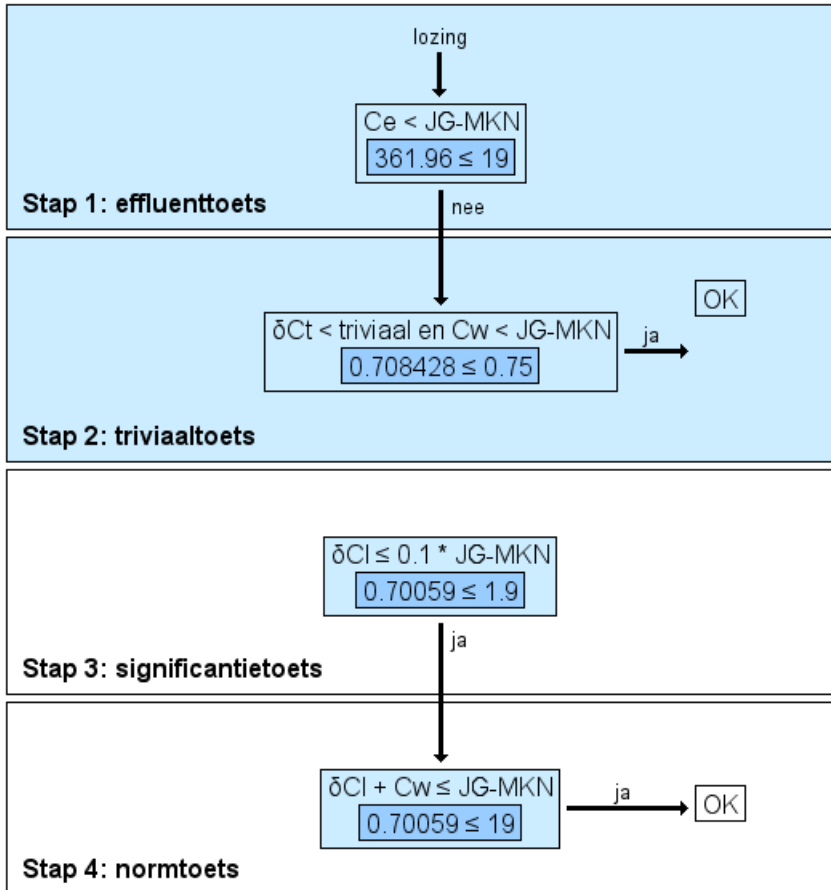 lozing
Ce < JG-MKN
361.96 ≤ 19
Stap 1: effluenttoets
nee
OK
δCt < triviaal en Cw < JG-MKN
ja
0.708428 ≤ 0.75
Stap 2: triviaaltoets
δCl ≤ 0.1 * JG-MKN
0.70059 ≤ 1.9
ja
Stap 3: significantietoets
δCl + Cw ≤ JG-MKN
ja
OK
0.70059 ≤ 19
Stap 4: normtoets